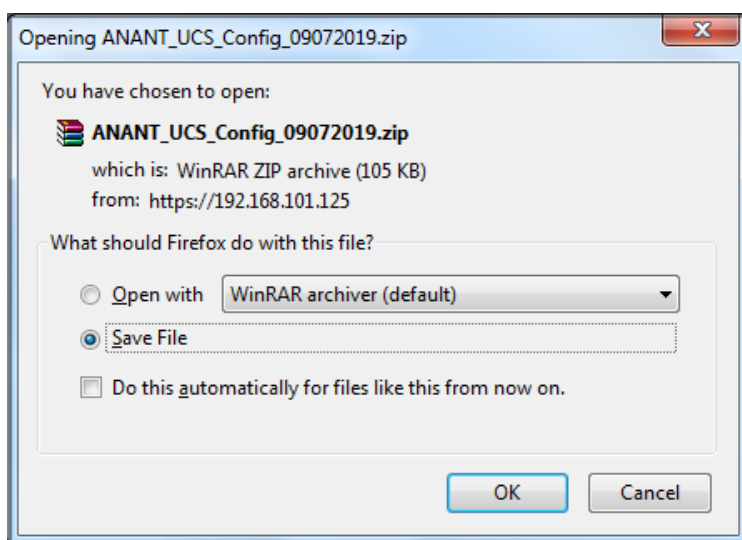 Opening ANANT_UCS_Config_09072019.zip
You have chosen to open:
ANANT_UCS_Config_09072019.zip
which is: WinRAR ZIP archive (105 KB)
from: https://192.168.101.125
What should Firefox do with this file?
Open with WinRAR archiver (default)
Save File
Do this automatically for files like this from now on.
OK Cancel